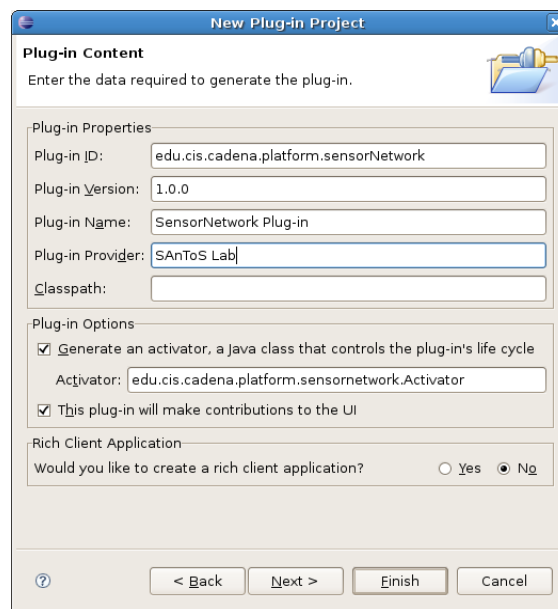 New Plug-in Project
Plug-in Content
Enter the data required to generate the plug-in.
Plug-in Properties
Plug-in ID: edu.cis.cadena.platform.sensorNetwork
Plug-in Version: 1.0.0
Plug-in Name: SensorNetwork Plug-in
Plug-in Provider: SAnToS Lab
Classpath:
Plug-in Options
Generate an activator, a Java class that controls the plug-in's life cycle
Activator: edu.cis.cadena.platform.sensornetwork.Activator
This plug-in will make contributions to the UI
Rich Client Application
Would you like to create a rich client application? Yes No
? < Back Next > Finish Cancel